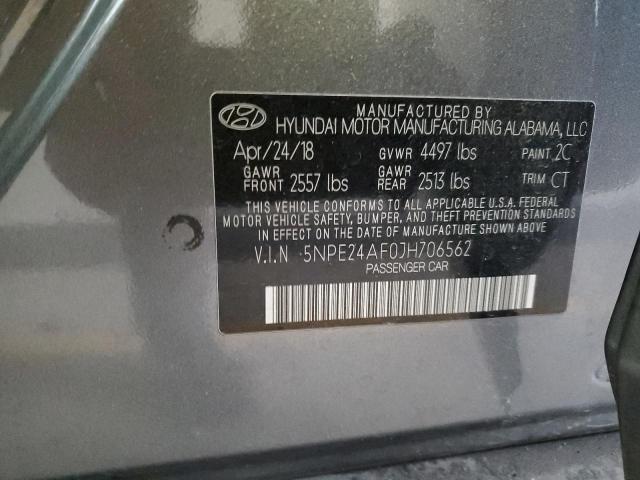 MANUFACTURED BY
HYUNDAI MOTOR MANUFACTURING ALABAMA, LLC
Apr/24/18 GVWR 4497 lbs PAINT 2C
GAWR FRONT 2557 lbs GAWR REAR 2513 lbs TRIM CT
THIS VEHICLE CONFORMS TO ALL APPLICABLE U.S.A. FEDERAL
MOTOR VEHICLE SAFETY, BUMPER, AND THEFT PREVENTION STANDARDS
IN EFFECT ON THE DATE OF MANUFACTURE SHOWN ABOVE
V.I.N 5NPE24AF0JH706562
PASSENGER CAR